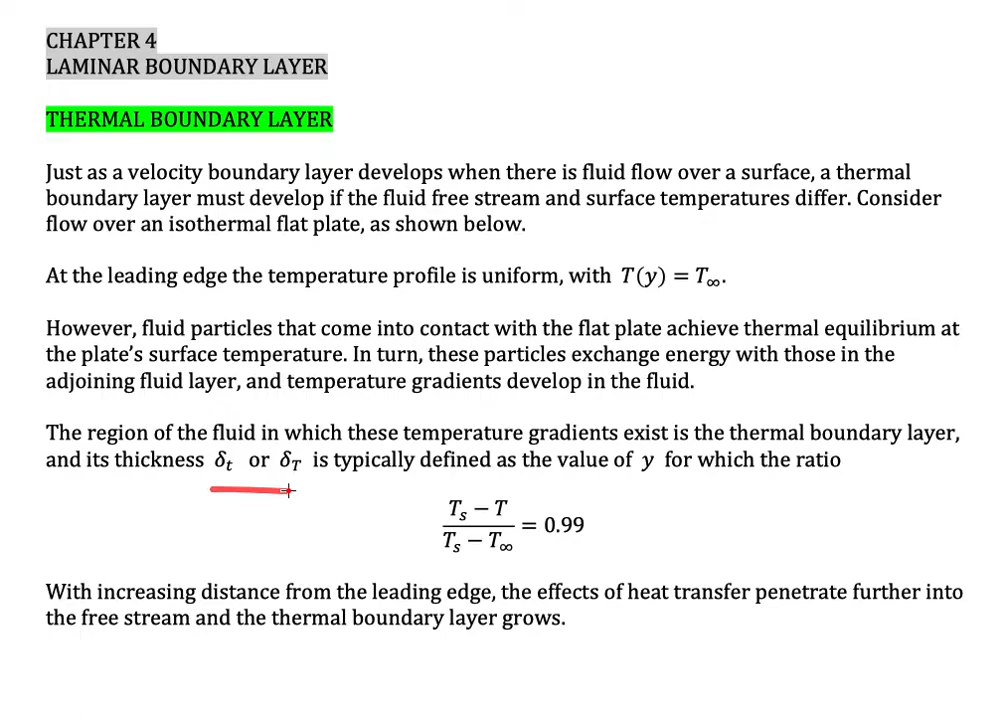 CHAPTER 4
LAMINAR BOUNDARY LAYER
THERMAL BOUNDARY LAYER
Just as a velocity boundary layer develops when there is fluid flow over a surface, a thermal
boundary layer must develop if the fluid free stream and surface temperatures differ. Consider
flow over an isothermal flat plate, as shown below.
At the leading edge the temperature profile is uniform, with T(y) = T∞.
However, fluid particles that come into contact with the flat plate achieve thermal equilibrium at
the plate's surface temperature. In turn, these particles exchange energy with those in the
adjoining fluid layer, and temperature gradients develop in the fluid.
The region of the fluid in which these temperature gradients exist is the thermal boundary layer,
and its thickness δt or δT is typically defined as the value of y for which the ratio
Ts − T
Ts − T∞ = 0.99
With increasing distance from the leading edge, the effects of heat transfer penetrate further into
the free stream and the thermal boundary layer grows.